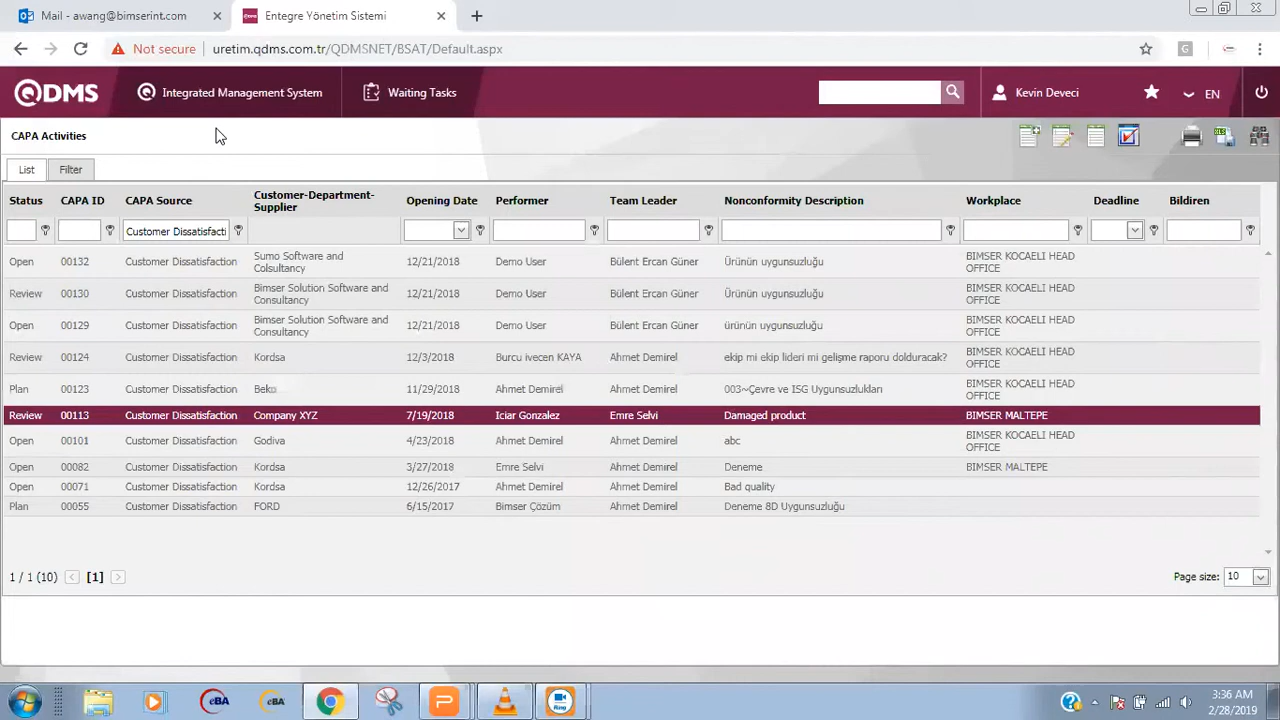 Mail - awang@bimserint.com
Entegre Yönetim Sistemi
Not secure uretim.qdms.com.tr/QDMSNET/BSAT/Default.aspx
QDMS Integrated Management System Waiting Tasks Kevin Deveci EN
CAPA Activities
List Filter
Status CAPA ID CAPA Source Customer-Department-Supplier Opening Date Performer Team Leader Nonconformity Description Workplace Deadline Bildiren
Customer Dissatisfacti
Open 00132 Customer Dissatisfaction Sumo Software and Colsultancy 12/21/2018 Demo User Bülent Ercan Güner Ürünün uygunsuzluğu BIMSER KOCAELI HEAD OFFICE
Review 00130 Customer Dissatisfaction Bimser Solution Software and Consultancy 12/21/2018 Demo User Bülent Ercan Güner Ürünün uygunsuzluğu BIMSER KOCAELI HEAD OFFICE
Open 00129 Customer Dissatisfaction Bimser Solution Software and Consultancy 12/21/2018 Demo User Bülent Ercan Güner ürünün uygunsuzluğu BIMSER KOCAELI HEAD OFFICE
Review 00124 Customer Dissatisfaction Kordsa 12/3/2018 Burcu ivecen KAYA Ahmet Demirel ekip mi ekip lideri mi gelişme raporu dolduracak? BIMSER KOCAELI HEAD OFFICE
Plan 00123 Customer Dissatisfaction Beko 11/29/2018 Ahmet Demirel Ahmet Demirel 003~Çevre ve ISG Uygunsuzlukları BIMSER KOCAELI HEAD OFFICE
Review 00113 Customer Dissatisfaction Company XYZ 7/19/2018 Iciar Gonzalez Emre Selvi Damaged product BIMSER MALTEPE
Open 00101 Customer Dissatisfaction Godiva 4/23/2018 Ahmet Demirel Ahmet Demirel abc BIMSER KOCAELI HEAD OFFICE
Open 00082 Customer Dissatisfaction Kordsa 3/27/2018 Emre Selvi Ahmet Demirel Deneme BIMSER MALTEPE
Open 00071 Customer Dissatisfaction Kordsa 12/26/2017 Ahmet Demirel Ahmet Demirel Bad quality
Plan 00055 Customer Dissatisfaction FORD 6/15/2017 Bimser Çözüm Ahmet Demirel Deneme 8D Uygunsuzluğu
1 / 1 (10) [1] Page size: 10
eBA eBA
3:36 AM
2/28/2019